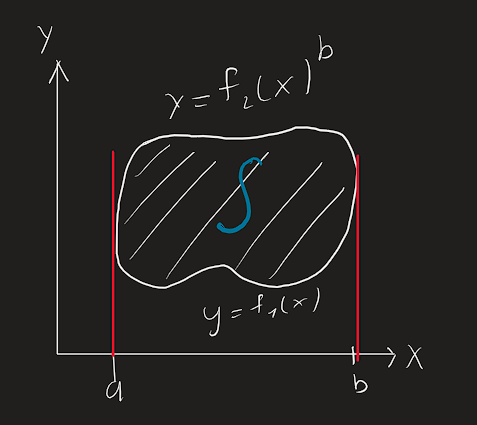 y
b
y = f₂(x)
S
y = f₁(x)
x
a
b